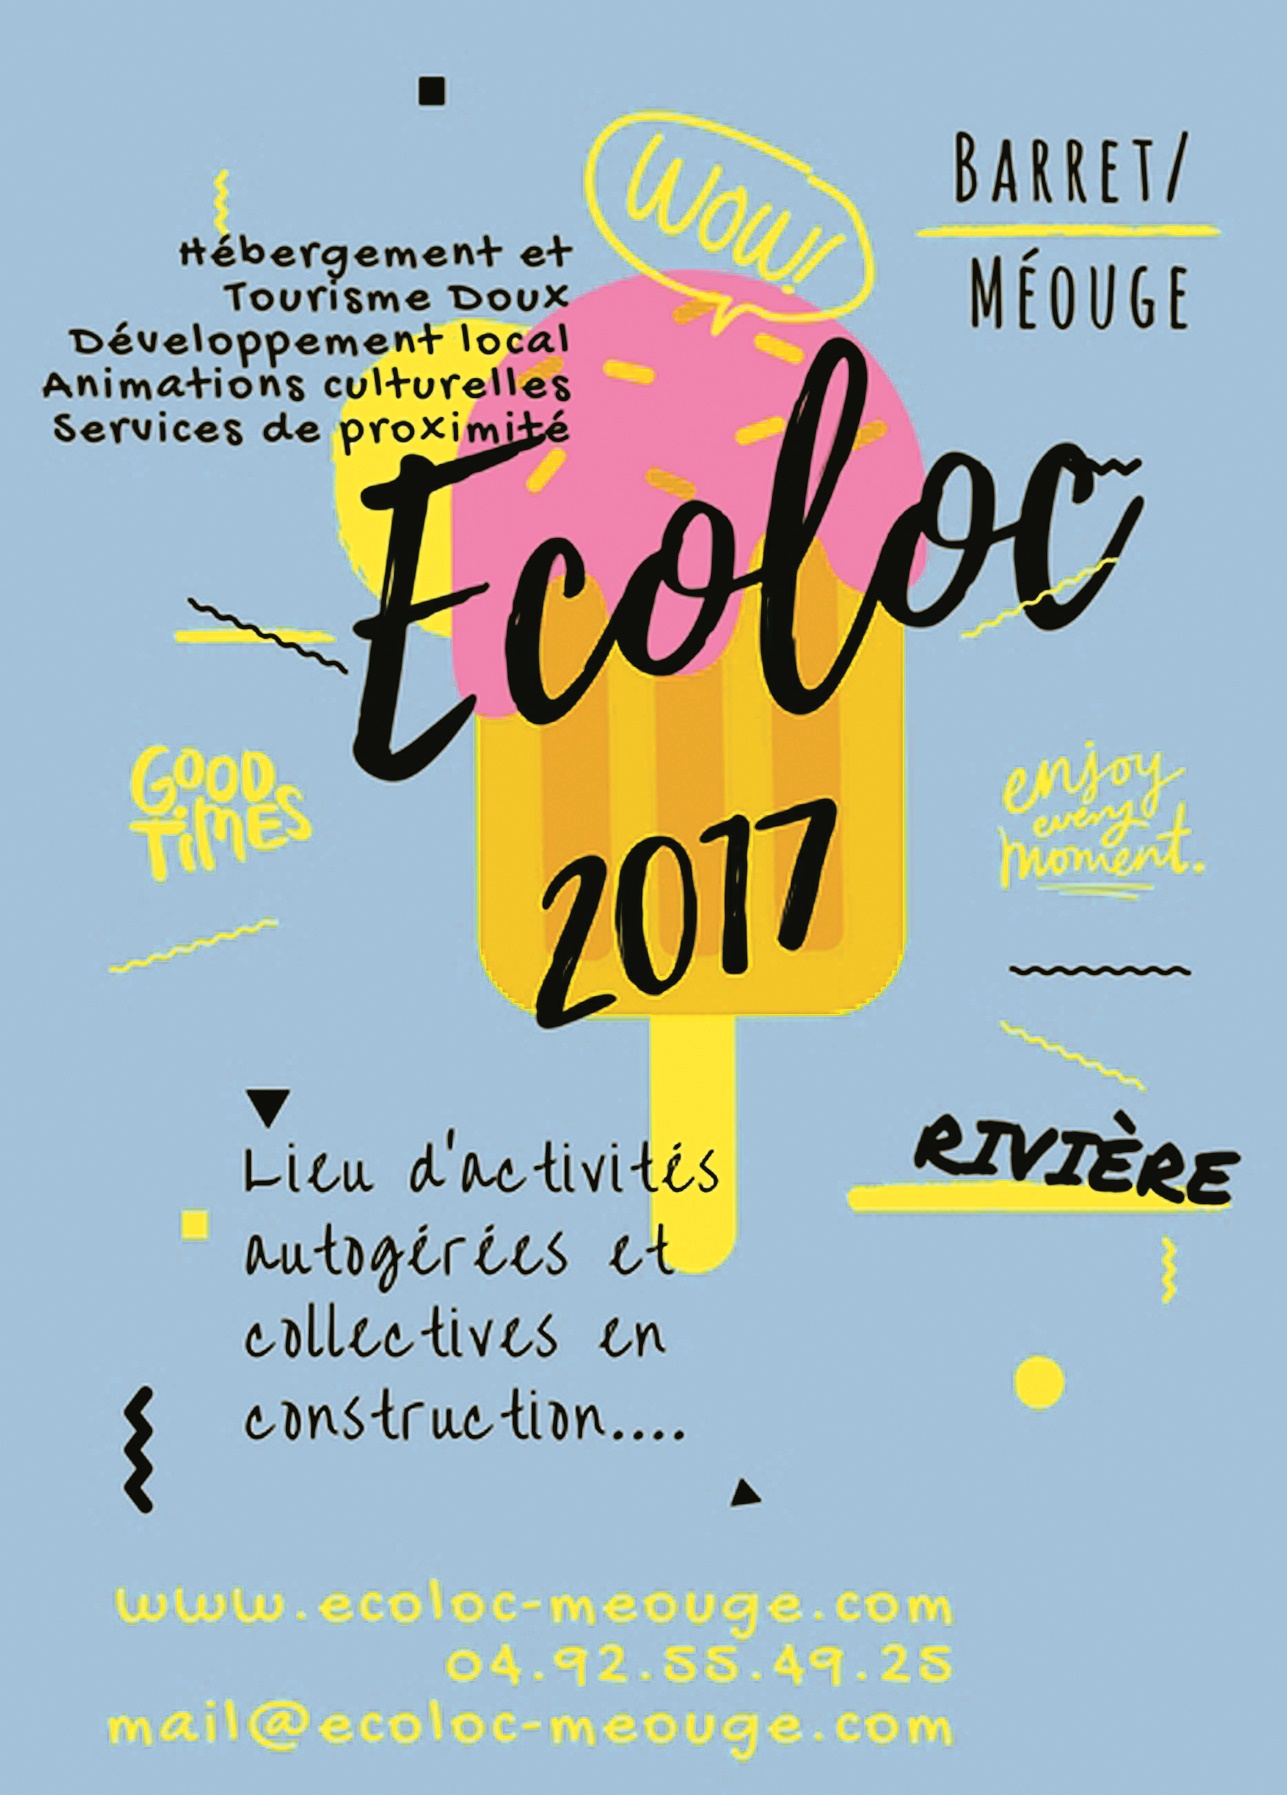 WOW!
BARRET/
MÉOUGE
Hébergement et
Tourisme Doux
Développement local
Animations culturelles
Services de proximité
Ecoloc
2017
GOOD
TIMES
enjoy
every
moment.
Lieu d'activités
autogérées et
collectives en
construction....
RIVIÈRE
www.ecoloc-meouge.com
04.92.55.49.25
mail@ecoloc-meouge.com